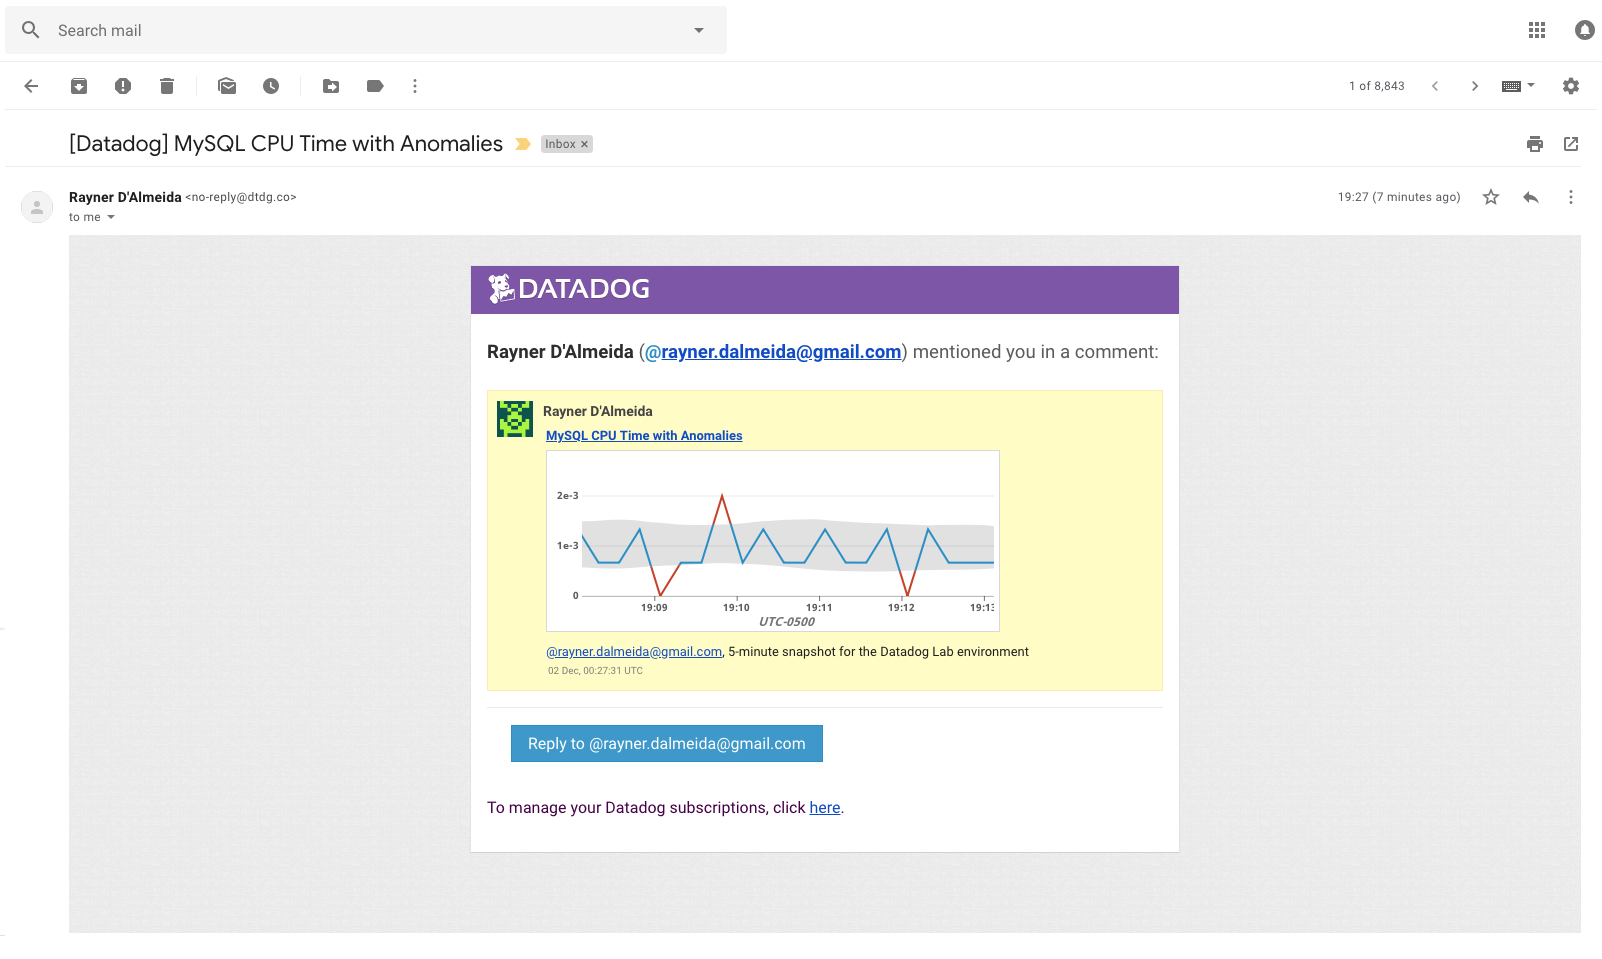 Search mail
1 of 8,843
[Datadog] MySQL CPU Time with Anomalies Inbox ×
Rayner D'Almeida <no-reply@dtdg.co> 19:27 (7 minutes ago)
to me
DATADOG
Rayner D'Almeida (@rayner.dalmeida@gmail.com) mentioned you in a comment:
Rayner D'Almeida
MySQL CPU Time with Anomalies
2e-3
1e-3
0
19:09 19:10 19:11 19:12 19:13
UTC-0500
@rayner.dalmeida@gmail.com, 5-minute snapshot for the Datadog Lab environment
02 Dec, 00:27:31 UTC
Reply to @rayner.dalmeida@gmail.com
To manage your Datadog subscriptions, click here.